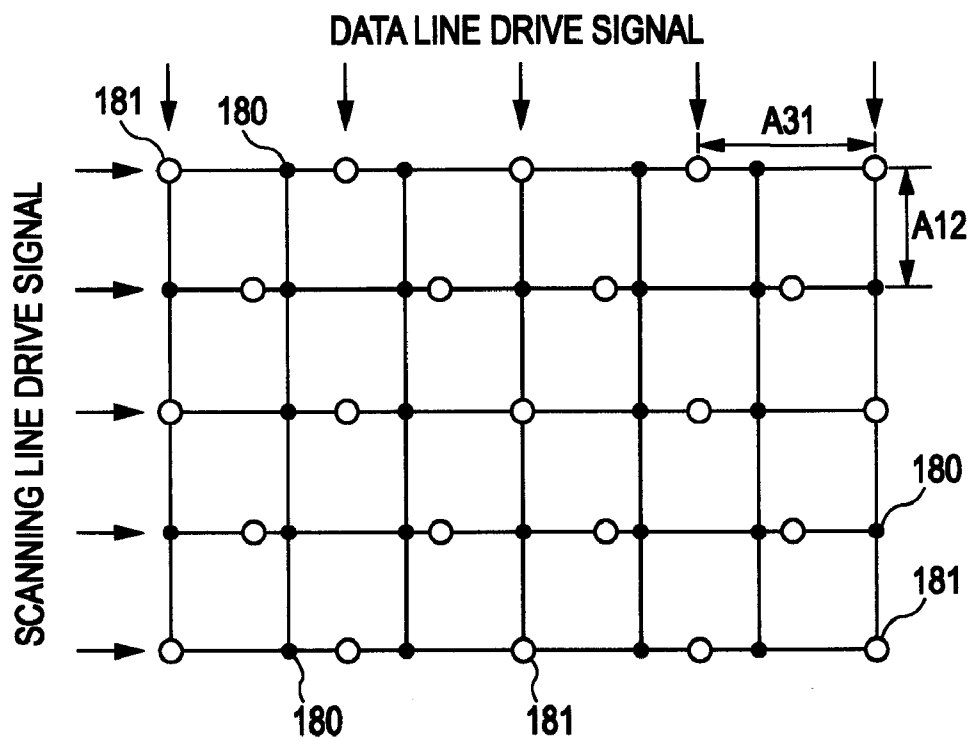 DATA LINE DRIVE SIGNAL
181
180
A31
A12
SCANNING LINE DRIVE SIGNAL
180
181
180
181